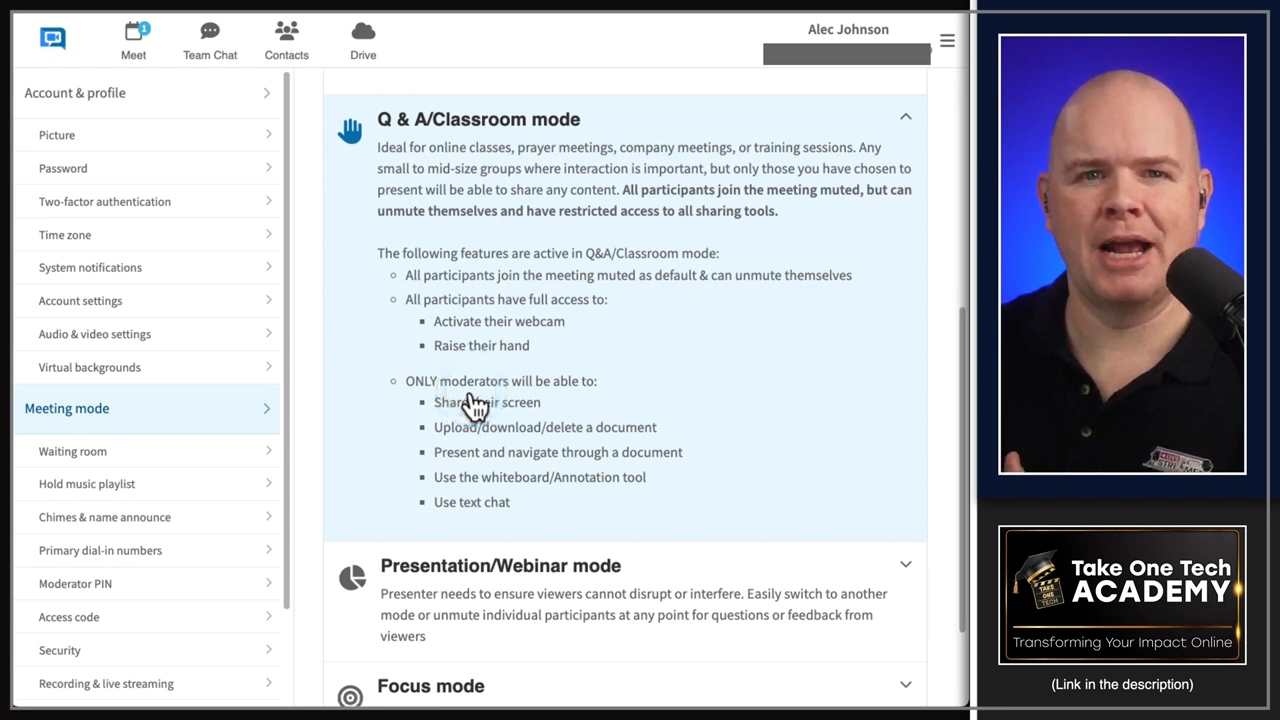 1
Meet
Team Chat
Contacts
Drive
Alec Johnson
Account & profile
Picture
Password
Two-factor authentication
Time zone
System notifications
Account settings
Audio & video settings
Virtual backgrounds
Meeting mode
Waiting room
Hold music playlist
Chimes & name announce
Primary dial-in numbers
Moderator PIN
Access code
Security
Recording & live streaming
Q & A/Classroom mode
Ideal for online classes, prayer meetings, company meetings, or training sessions. Any
small to mid-size groups where interaction is important, but only those you have chosen to
present will be able to share any content. All participants join the meeting muted, but can
unmute themselves and have restricted access to all sharing tools.
The following features are active in Q&A/Classroom mode:
All participants join the meeting muted as default & can unmute themselves
All participants have full access to:
Activate their webcam
Raise their hand
ONLY moderators will be able to:
Share their screen
Upload/download/delete a document
Present and navigate through a document
Use the whiteboard/Annotation tool
Use text chat
Presentation/Webinar mode
Presenter needs to ensure viewers cannot disrupt or interfere. Easily switch to another
mode or unmute individual participants at any point for questions or feedback from
viewers
Focus mode
TAKE
ONE
TECH
Take One Tech
ACADEMY
Transforming Your Impact Online
(Link in the description)